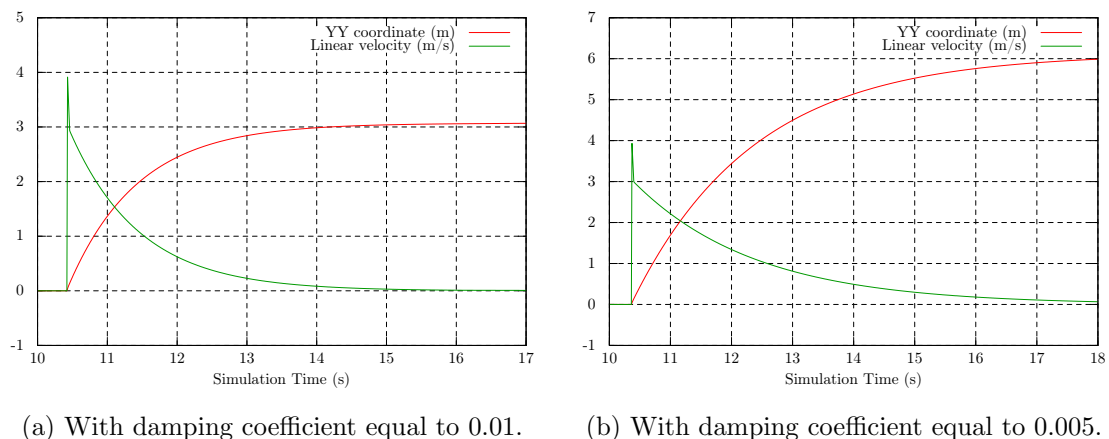 YY coordinate (m)
Linear velocity (m/s)
5
4
3
2
1
0
-1
10 11 12 13 14 15 16 17
Simulation Time (s)
(a) With damping coefficient equal to 0.01.
YY coordinate (m)
Linear velocity (m/s)
7
6
5
4
3
2
1
0
-1
10 11 12 13 14 15 16 17 18
Simulation Time (s)
(b) With damping coefficient equal to 0.005.